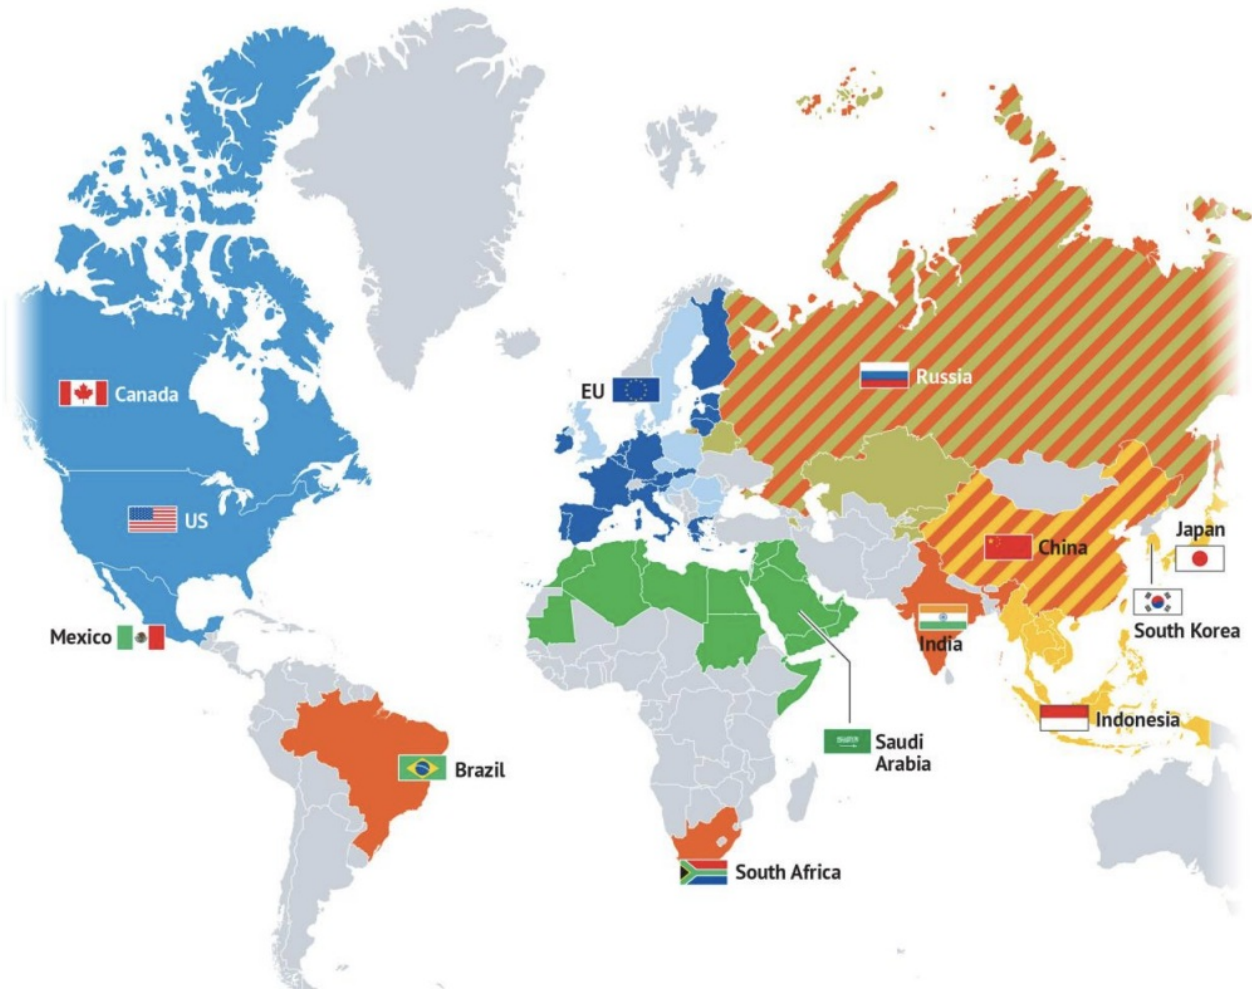 Canada
US
Mexico
Brazil
EU
Russia
China
Japan
South Korea
India
Indonesia
Saudi
Arabia
South Africa